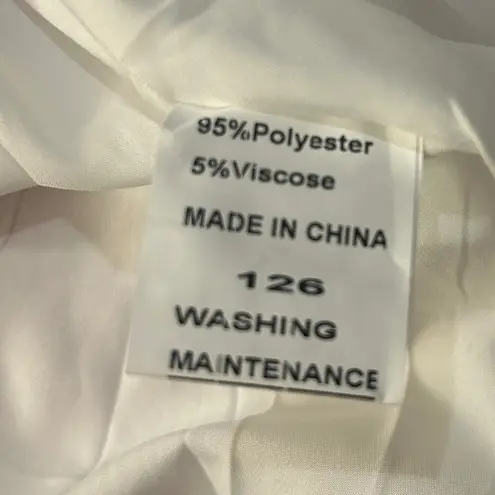 95%Polyester
5%Viscose
MADE IN CHINA
126
WASHING
MAINTENANCE